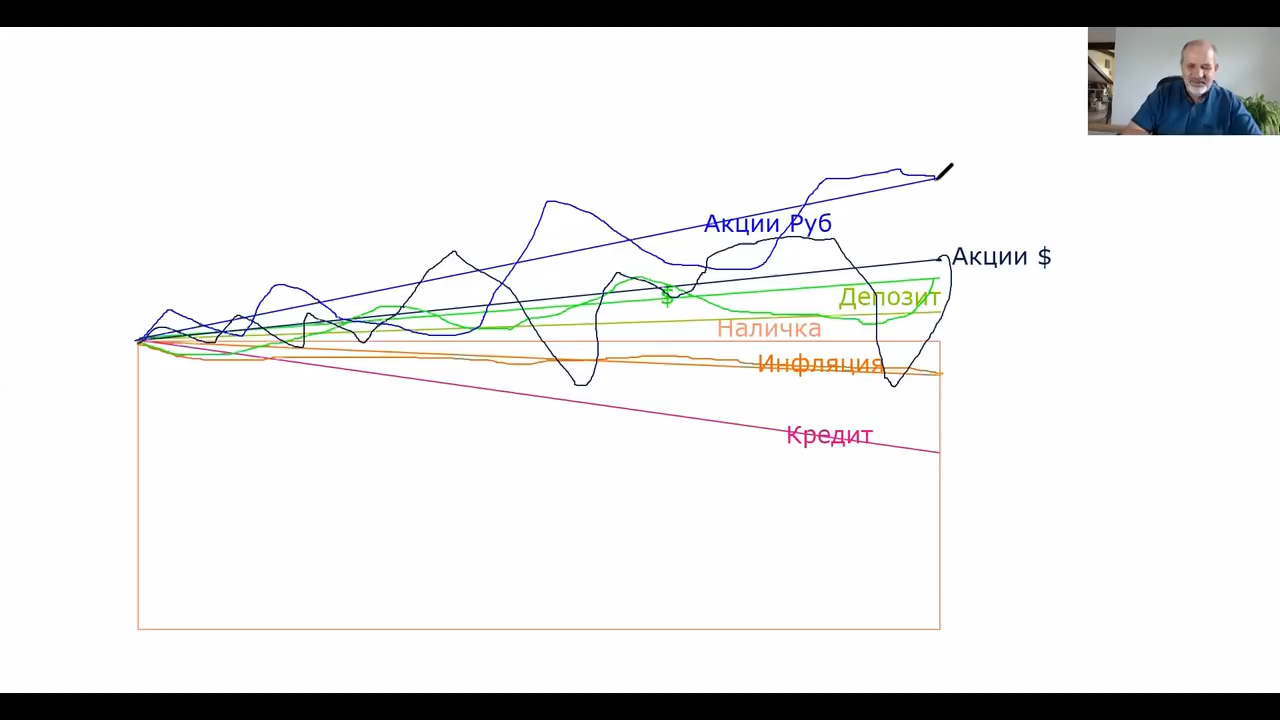 Акции Руб
Акции $
$
Депозит
Наличка
Инфляция
Кредит